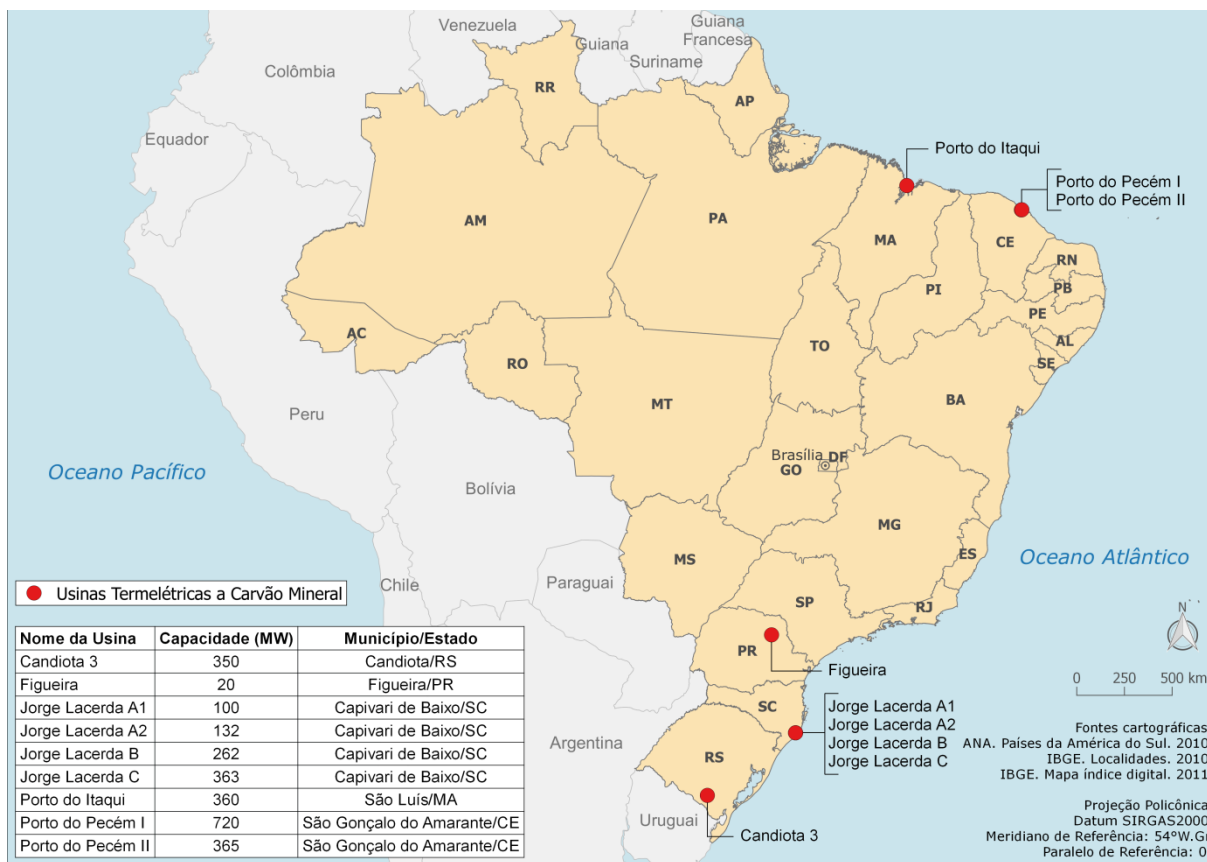 Venezuela
Guiana
Suriname
Guiana
Francesa
Colômbia
Equador
Peru
Bolívia
Chile
Paraguai
Argentina
Uruguai
RR
AP
AM
PA
MA
CE
RN
PB
PE
AL
SE
PI
TO
BA
AC
RO
MT
Brasília
DF
GO
MG
ES
MS
SP
RJ
PR
SC
RS
Porto do Itaqui
Porto do Pecém I
Porto do Pecém II
Oceano Pacífico
Oceano Atlântico
Figueira
Jorge Lacerda A1
Jorge Lacerda A2
Jorge Lacerda B
Jorge Lacerda C
Candiota 3
Usinas Termelétricas a Carvão Mineral
Nome da Usina Capacidade (MW) Município/Estado
Candiota 3 350 Candiota/RS
Figueira 20 Figueira/PR
Jorge Lacerda A1 100 Capivari de Baixo/SC
Jorge Lacerda A2 132 Capivari de Baixo/SC
Jorge Lacerda B 262 Capivari de Baixo/SC
Jorge Lacerda C 363 Capivari de Baixo/SC
Porto do Itaqui 360 São Luís/MA
Porto do Pecém I 720 São Gonçalo do Amarante/CE
Porto do Pecém II 365 São Gonçalo do Amarante/CE
N
0 250 500 km
Fontes cartográficas
ANA. Países da América do Sul. 2010
IBGE. Localidades. 2010
IBGE. Mapa índice digital. 2011
Projeção Policônica
Datum SIRGAS2000
Meridiano de Referência: 54°W.Gr
Paralelo de Referência: 0